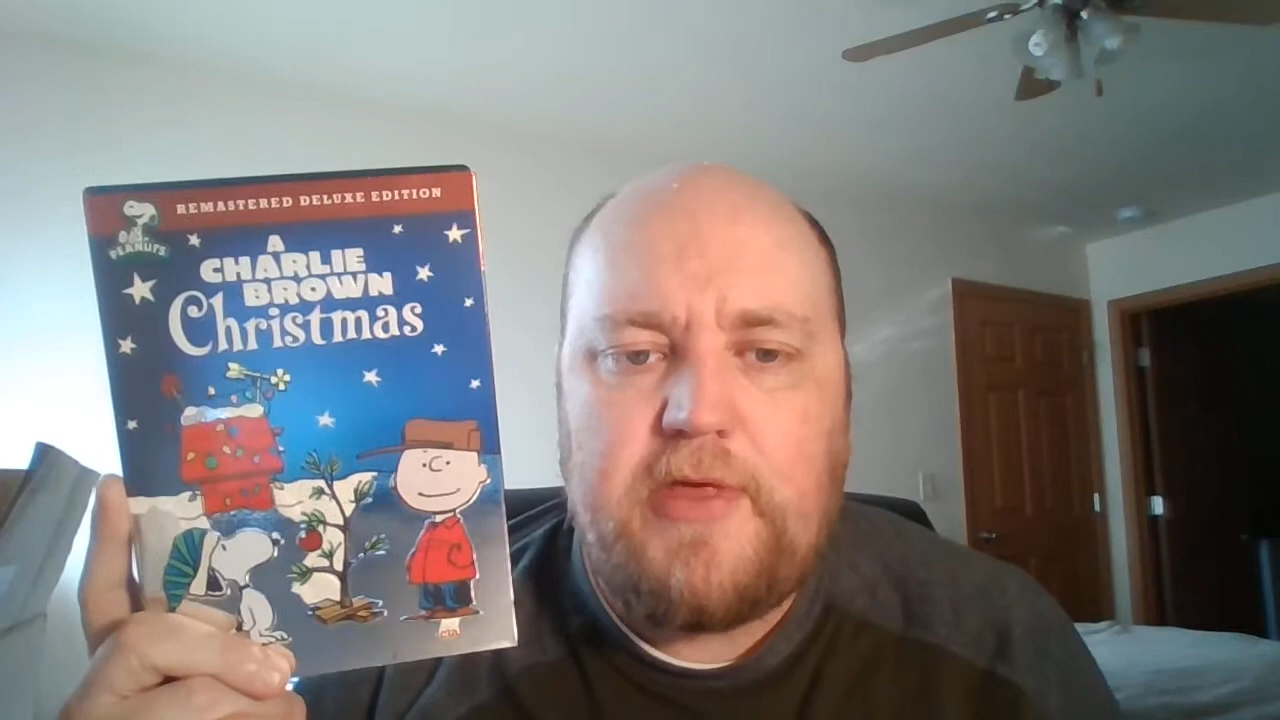 REMASTERED DELUXE EDITION
PEANUTS
A
CHARLIE
BROWN
Christmas